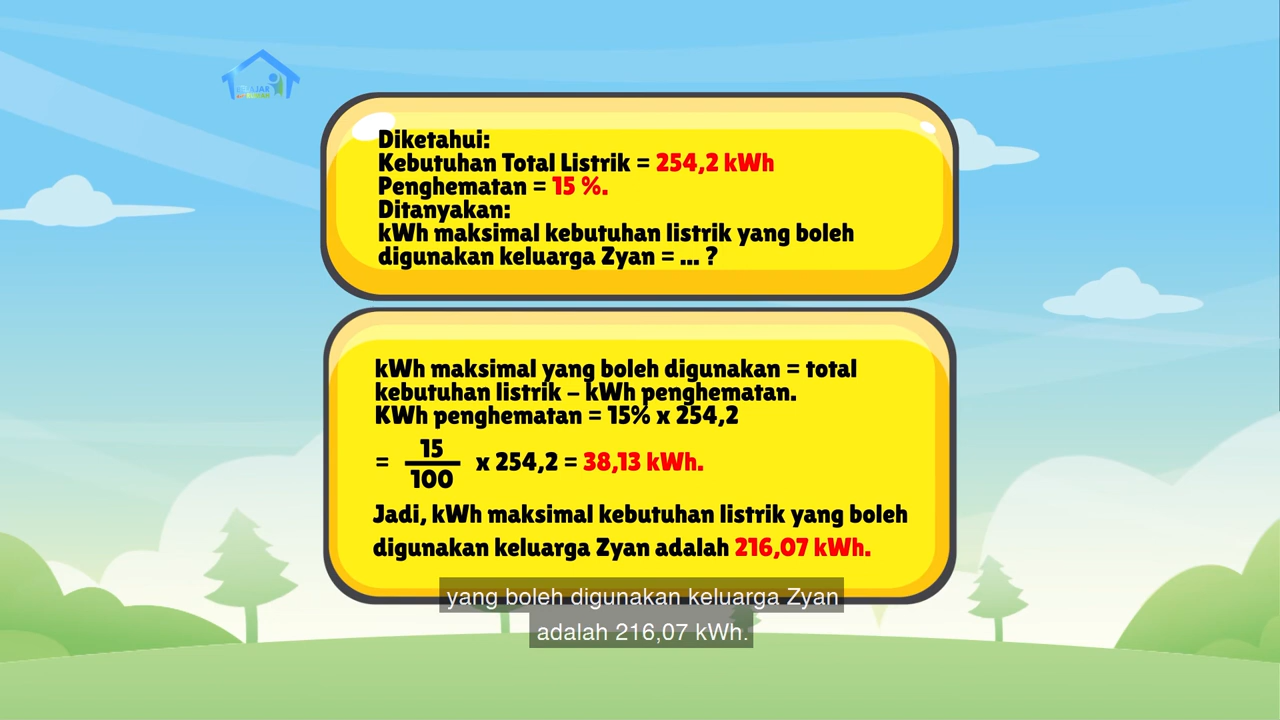 BELAJAR
Diketahui:
Kebutuhan Total Listrik = 254,2 kWh
Penghematan = 15 %.
Ditanyakan:
kWh maksimal kebutuhan listrik yang boleh
digunakan keluarga Zyan = ... ?
kWh maksimal yang boleh digunakan = total
kebutuhan listrik – kWh penghematan.
KWh penghematan = 15% x 254,2
= 15/100 x 254,2 = 38,13 kWh.
Jadi, kWh maksimal kebutuhan listrik yang boleh
digunakan keluarga Zyan adalah 216,07 kWh.
yang boleh digunakan keluarga Zyan
adalah 216,07 kWh.